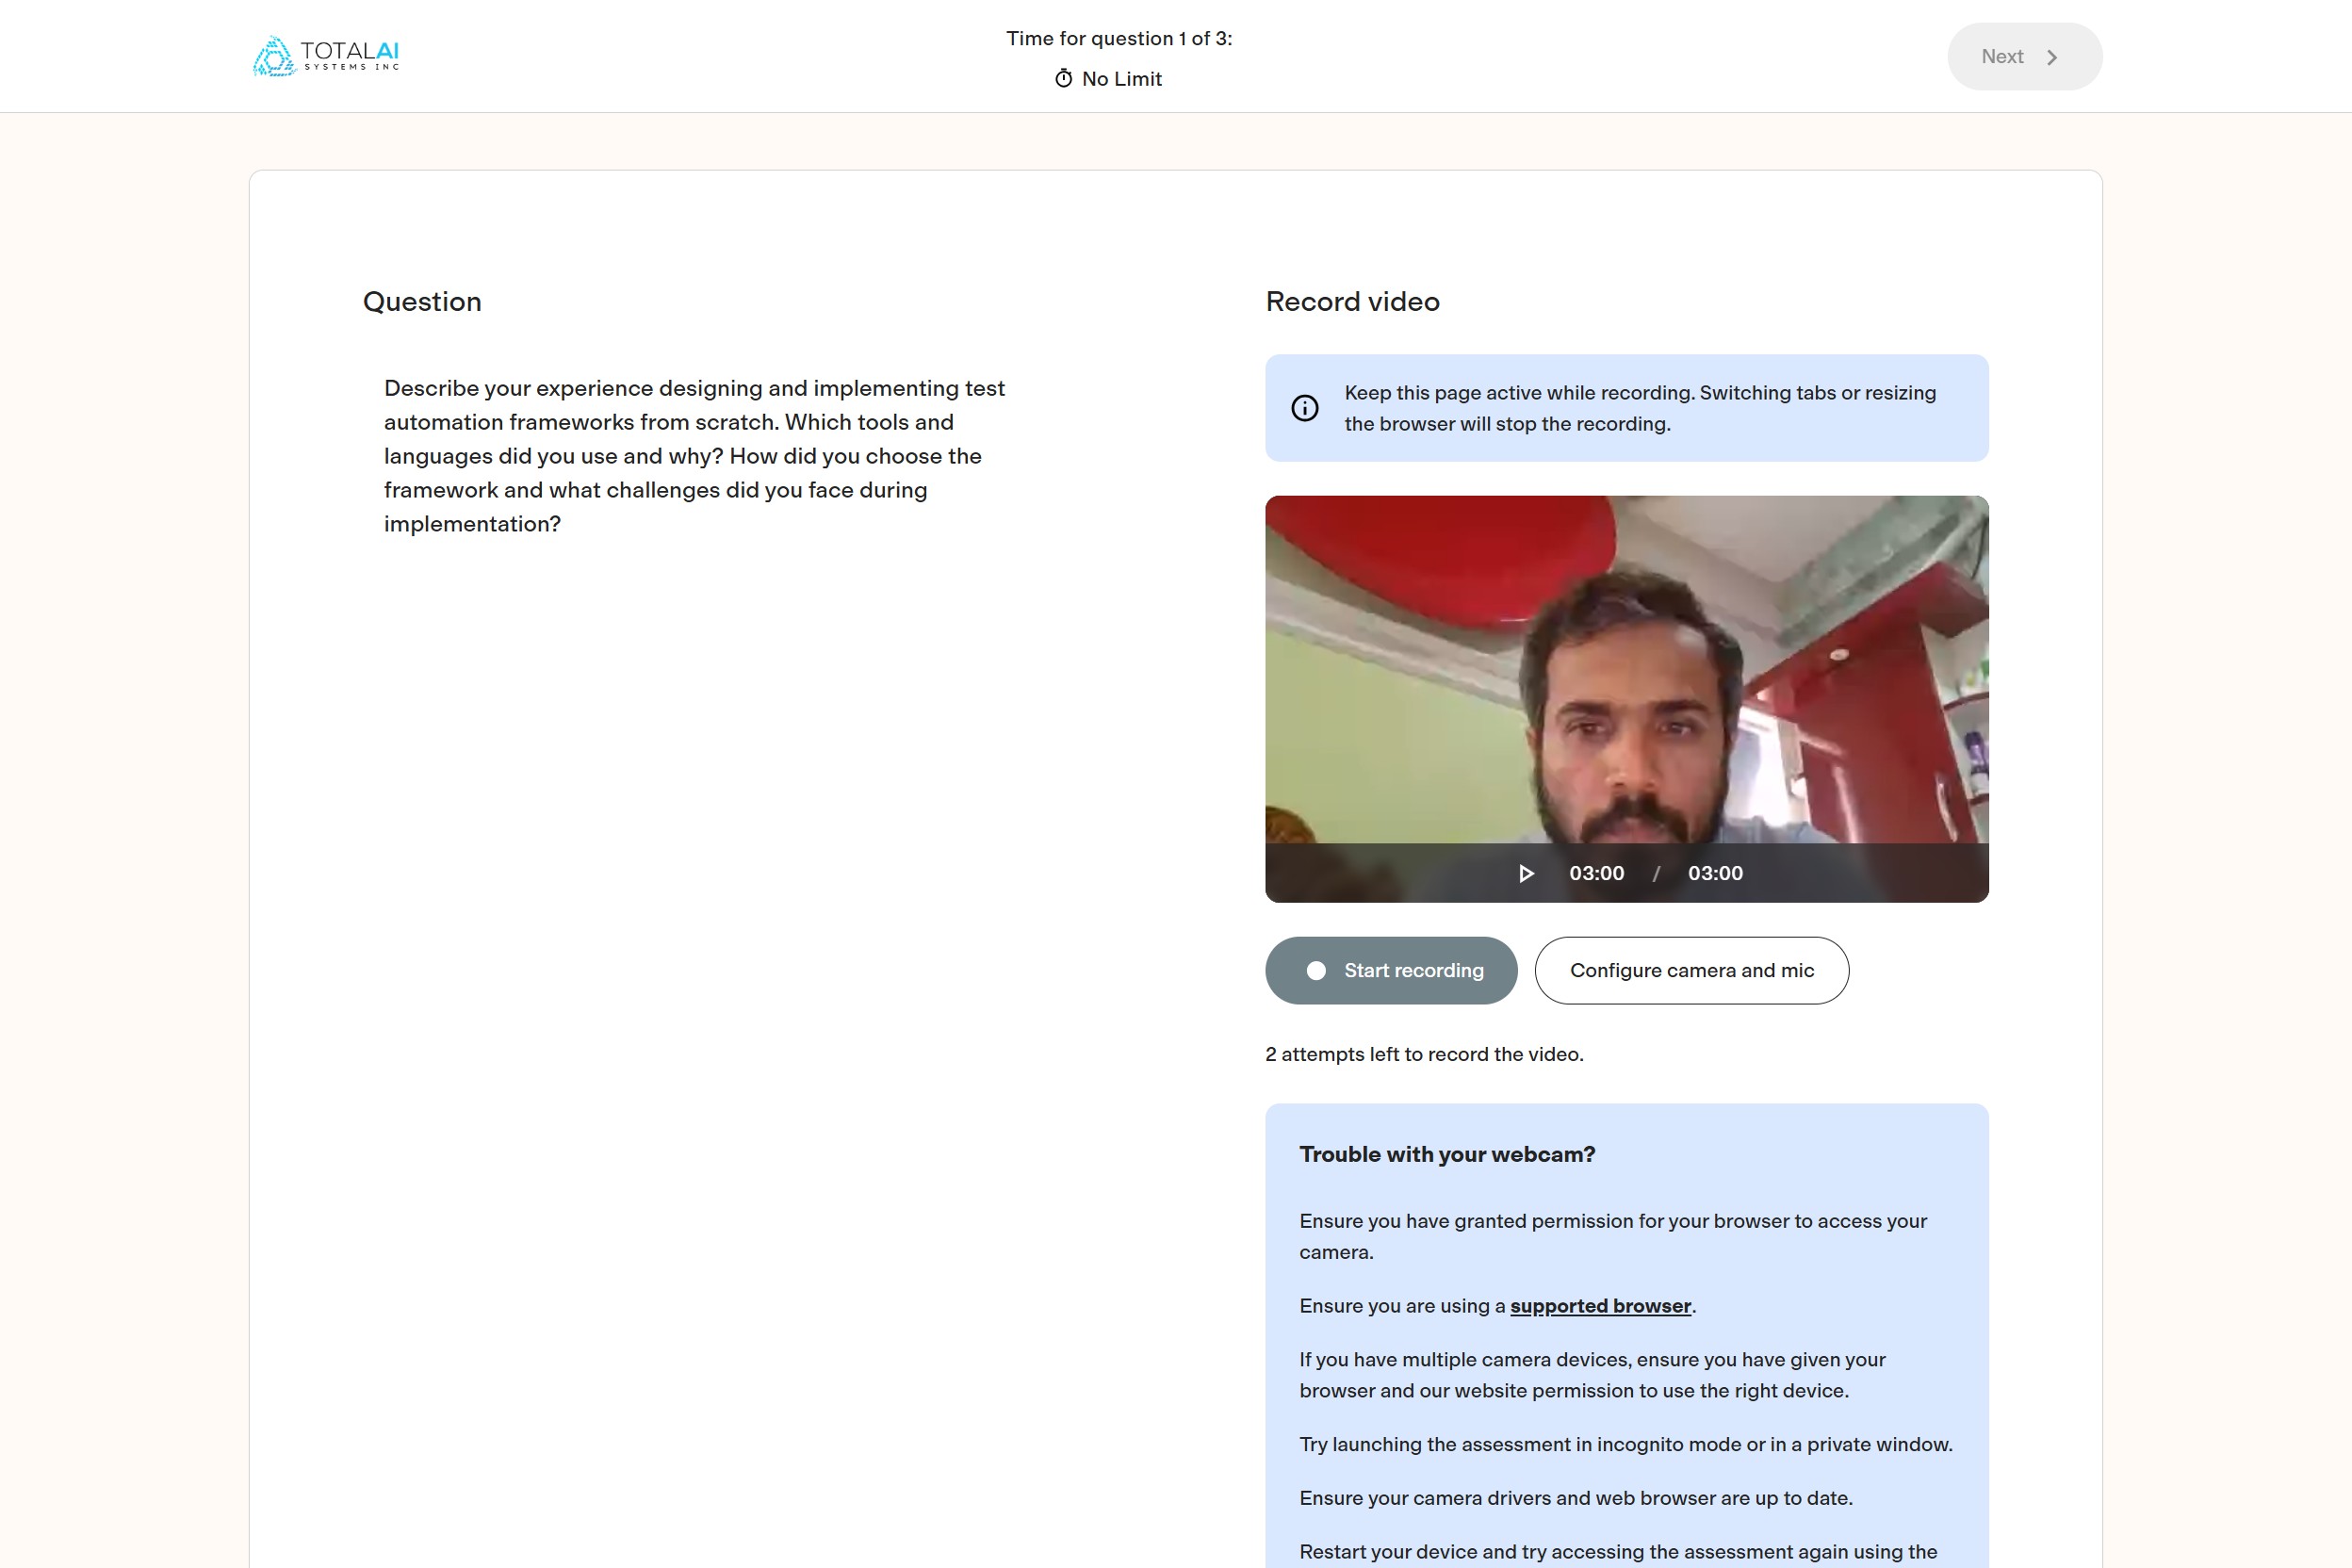 TOTALAI
SYSTEMS INC
Time for question 1 of 3:
No Limit
Next
Question
Describe your experience designing and implementing test
automation frameworks from scratch. Which tools and
languages did you use and why? How did you choose the
framework and what challenges did you face during
implementation?
Record video
Keep this page active while recording. Switching tabs or resizing
the browser will stop the recording.
03:00 / 03:00
Start recording
Configure camera and mic
2 attempts left to record the video.
Trouble with your webcam?
Ensure you have granted permission for your browser to access your
camera.
Ensure you are using a supported browser.
If you have multiple camera devices, ensure you have given your
browser and our website permission to use the right device.
Try launching the assessment in incognito mode or in a private window.
Ensure your camera drivers and web browser are up to date.
Restart your device and try accessing the assessment again using the